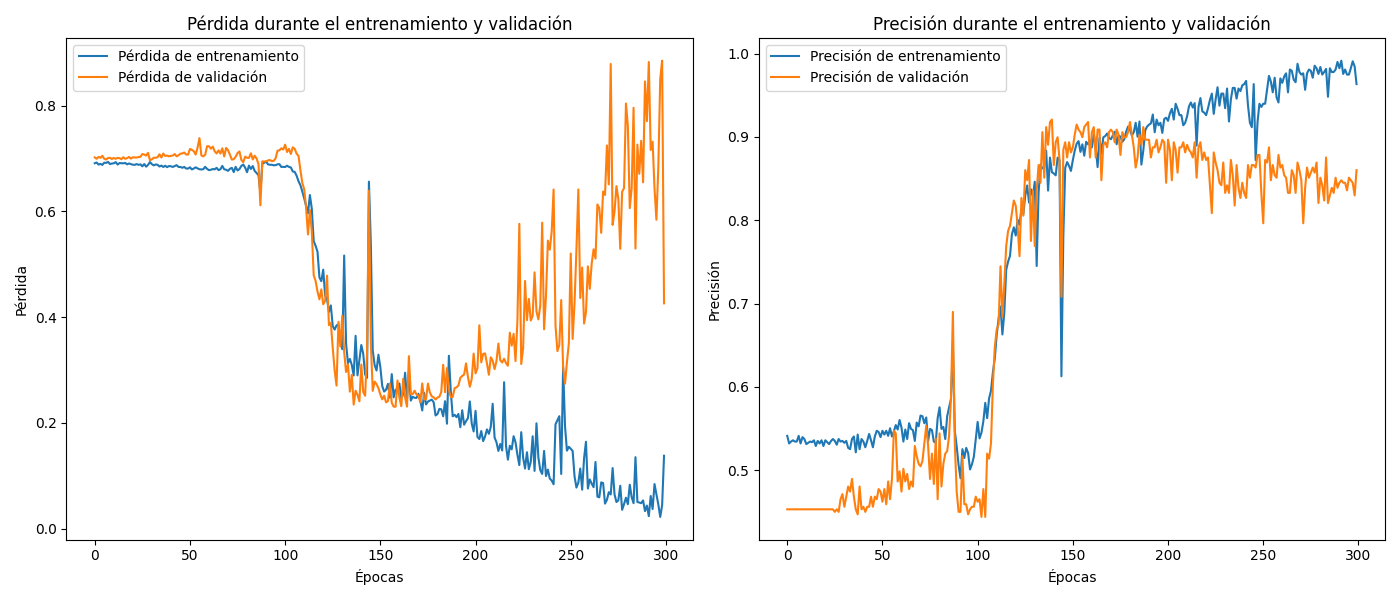 Pérdida durante el entrenamiento y validación
Pérdida de entrenamiento
Pérdida de validación
0.8
0.6
0.4
0.2
0.0
Pérdida
0
50
100
150
200
250
300
Épocas
Precisión durante el entrenamiento y validación
Precisión de entrenamiento
Precisión de validación
1.0
0.9
0.8
0.7
0.6
0.5
Precisión
0
50
100
150
200
250
300
Épocas